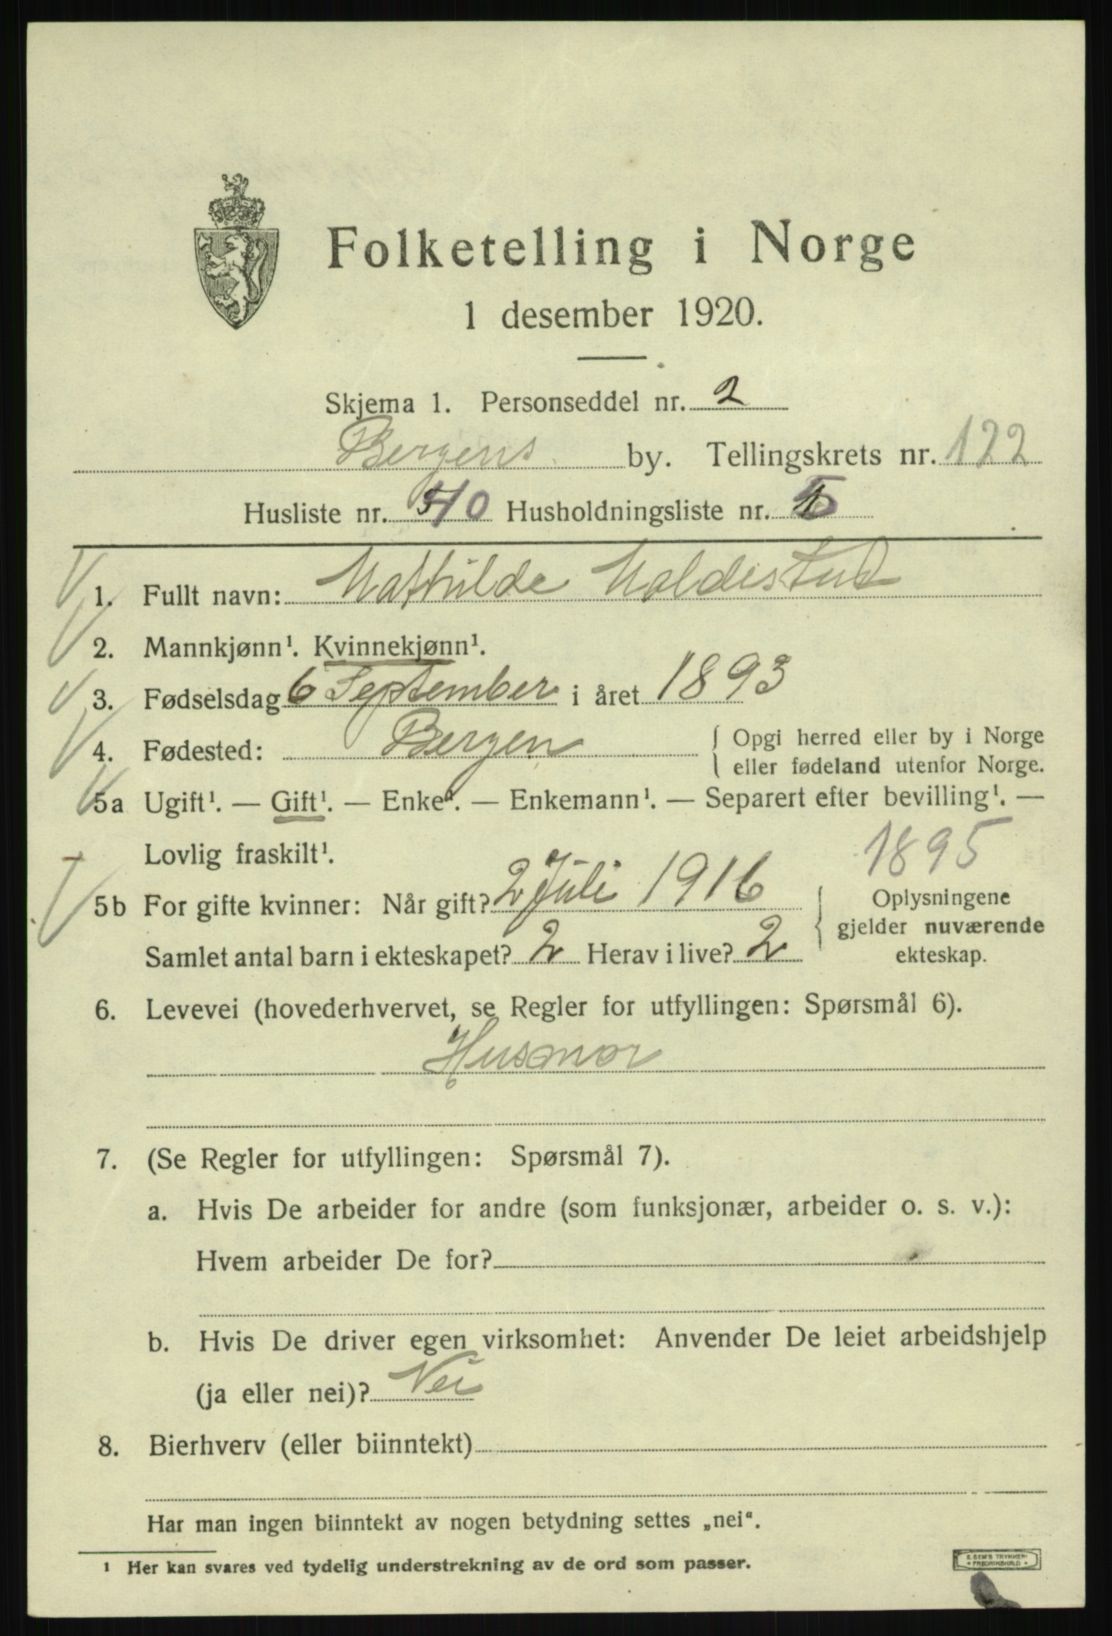 Folketelling i Norge
1 desember 1920.
Skjema 1. Personseddel nr. 2
Bergens by. Tellingskrets nr. 122
Husliste nr. 40 Husholdningsliste nr.
1. Fullt navn: Mathilde Moldestad
2. Mannkjønn¹. Kvinnekjønn¹.
3. Fødselsdag 6 September i året 1893
4. Fødested: Bergen { Opgi herred eller by i Norge
eller fødeland utenfor Norge.
5a Ugift¹. — Gift¹. — Enke¹. — Enkemann¹. — Separert efter bevilling¹. —
Lovlig fraskilt¹.
1895
5b For gifte kvinner: Når gift? 2 Juli 1916 { Oplysningene
gjelder nuværende
ekteskap.
Samlet antal barn i ekteskapet? 2 Herav i live? 2
6. Levevei (hovederhvervet, se Regler for utfyllingen: Spørsmål 6).
Husmor
7. (Se Regler for utfyllingen: Spørsmål 7).
a. Hvis De arbeider for andre (som funksjonær, arbeider o. s. v.):
Hvem arbeider De for?
b. Hvis De driver egen virksomhet: Anvender De leiet arbeidshjelp
(ja eller nei)? Nei
8. Bierhverv (eller biinntekt)
Har man ingen biinntekt av nogen betydning settes „nei“.
¹ Her kan svares ved tydelig understrekning av de ord som passer.